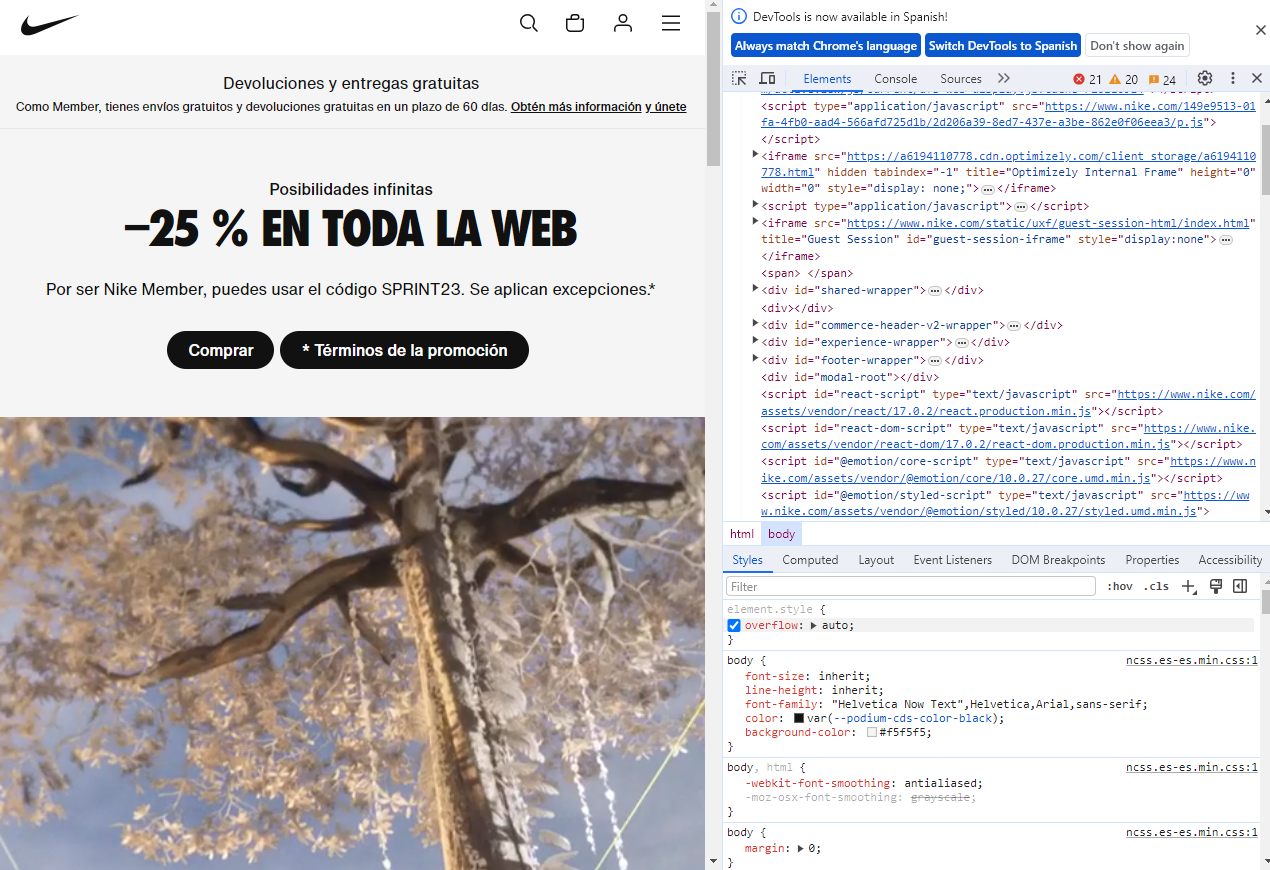 Devoluciones y entregas gratuitas
Como Member, tienes envíos gratuitos y devoluciones gratuitas en un plazo de 60 días. Obtén más información y únete
Posibilidades infinitas
–25 % EN TODA LA WEB
Por ser Nike Member, puedes usar el código SPRINT23. Se aplican excepciones.*
Comprar
* Términos de la promoción
DevTools is now available in Spanish!
Always match Chrome's language
Switch DevTools to Spanish
Don't show again
Elements Console Sources 21 20 24
<script type="application/javascript" src="https://www.nike.com/149e9513-01
fa-4fb0-aad4-566afd725d1b/2d206a39-8ed7-437e-a3be-862e0f06eea3/p.js">
</script>
<iframe src="https://a6194110778.cdn.optimizely.com/client_storage/a6194110
778.html" hidden tabindex="-1" title="Optimizely Internal Frame" height="0"
width="0" style="display: none;">…</iframe>
<script type="application/javascript">…</script>
<iframe src="https://www.nike.com/static/uxf/guest-session-html/index.html"
title="Guest Session" id="guest-session-iframe" style="display:none">…
</iframe>
<span> </span>
<div id="shared-wrapper">…</div>
<div></div>
<div id="commerce-header-v2-wrapper">…</div>
<div id="experience-wrapper">…</div>
<div id="footer-wrapper">…</div>
<div id="modal-root"></div>
<script id="react-script" type="text/javascript" src="https://www.nike.com/
assets/vendor/react/17.0.2/react.production.min.js"></script>
<script id="react-dom-script" type="text/javascript" src="https://www.nike.
com/assets/vendor/react-dom/17.0.2/react-dom.production.min.js"></script>
<script id="@emotion/core-script" type="text/javascript" src="https://www.n
ike.com/assets/vendor/@emotion/core/10.0.27/core.umd.min.js"></script>
<script id="@emotion/styled-script" type="text/javascript" src="https://ww
w.nike.com/assets/vendor/@emotion/styled/10.0.27/styled.umd.min.js">
html body
Styles Computed Layout Event Listeners DOM Breakpoints Properties Accessibility
Filter :hov .cls
element.style {
overflow: auto;
}
body { ncss.es-es.min.css:1
font-size: inherit;
line-height: inherit;
font-family: "Helvetica Now Text",Helvetica,Arial,sans-serif;
color: var(--podium-cds-color-black);
background-color: #f5f5f5;
}
body, html { ncss.es-es.min.css:1
-webkit-font-smoothing: antialiased;
-moz-osx-font-smoothing: grayscale;
}
body { ncss.es-es.min.css:1
margin: 0;
}